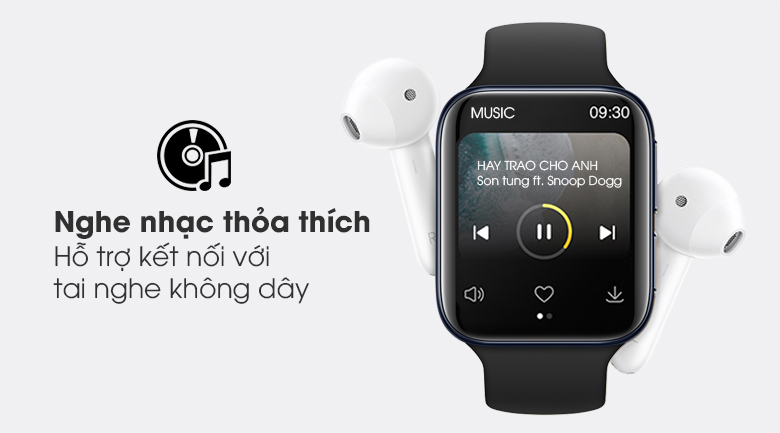 Nghe nhạc thỏa thích
Hỗ trợ kết nối với
tai nghe không dây
MUSIC 09:30
HAY TRAO CHO ANH
Son tung ft. Snoop Dogg